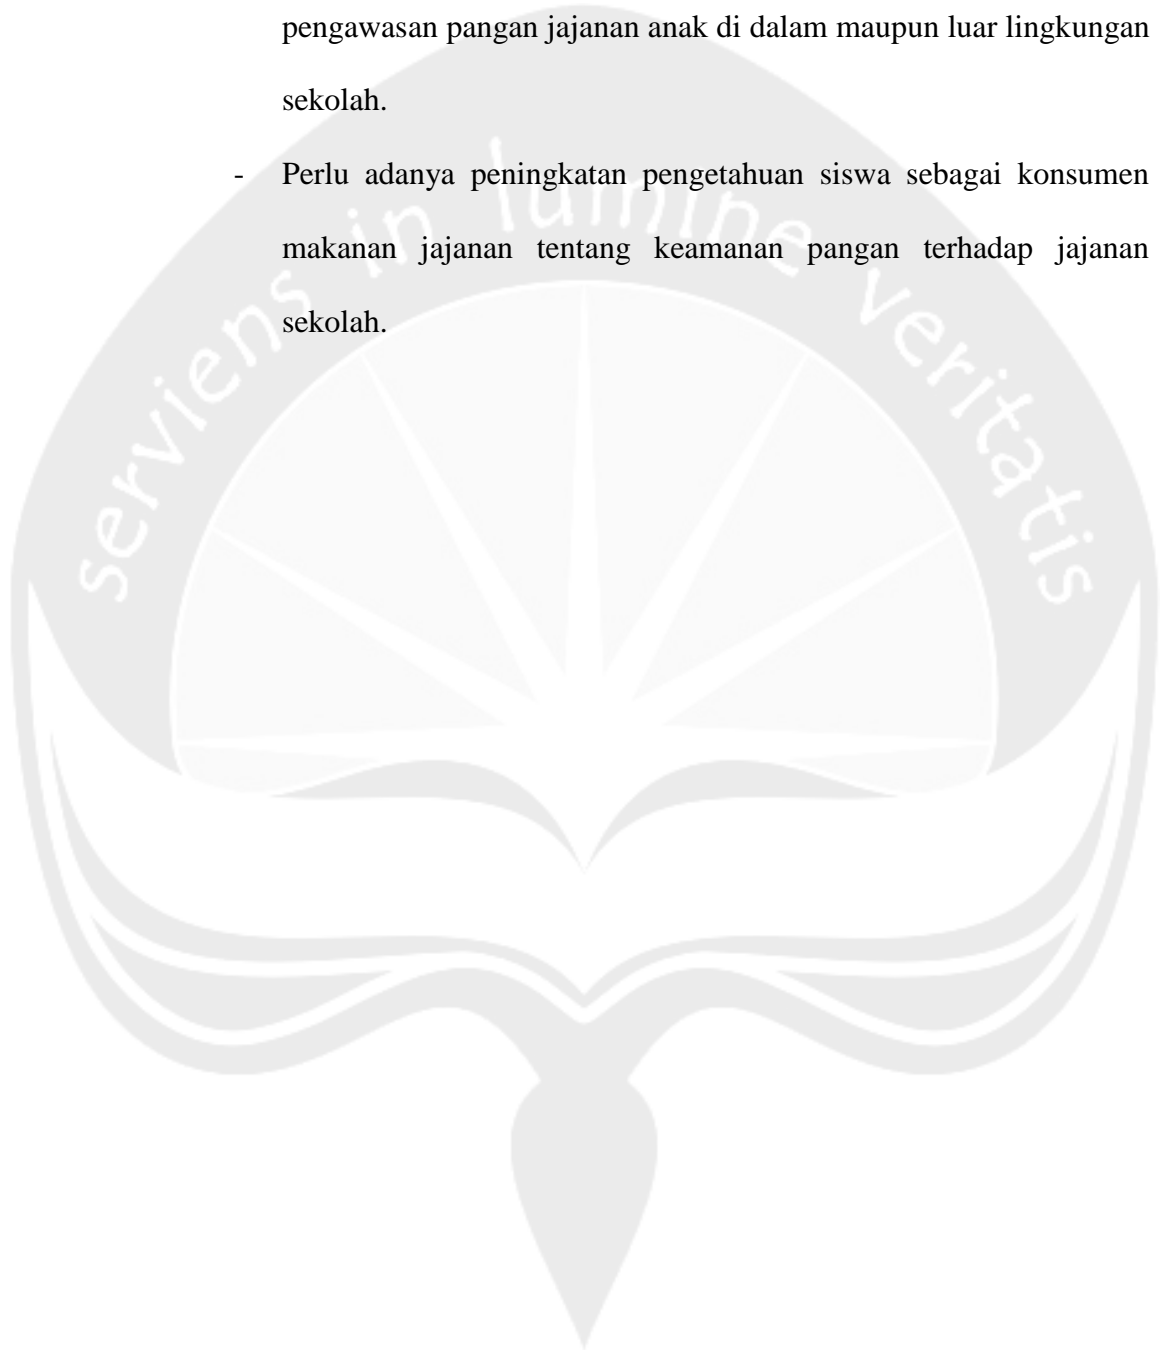 pengawasan pangan jajanan anak di dalam maupun luar lingkungan
sekolah.
- Perlu adanya peningkatan pengetahuan siswa sebagai konsumen
makanan jajanan tentang keamanan pangan terhadap jajanan
sekolah.
serviens in lumine veritatis